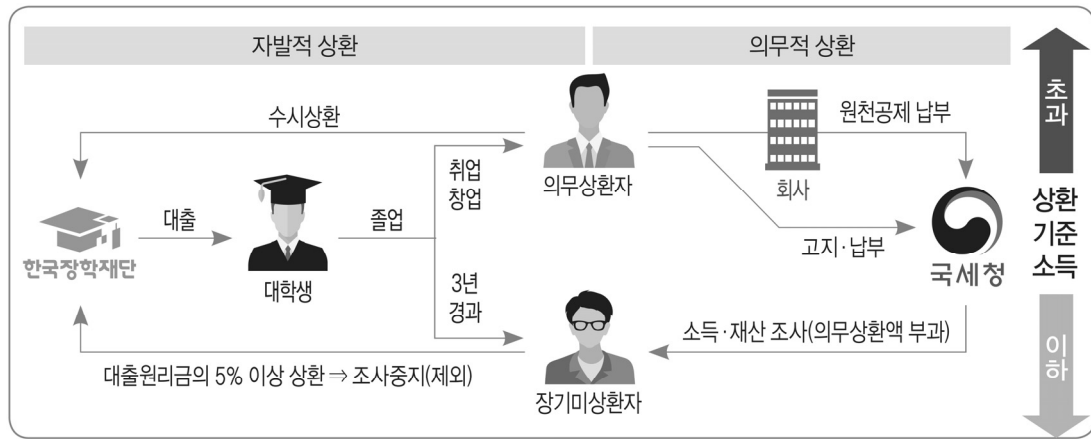 자발적 상환
의무적 상환
초과
수시상환
원천공제 납부
취업
창업
의무상환자
회사
대출
졸업
고지·납부
상환
기준
소득
한국장학재단
대학생
국세청
3년
경과
소득·재산 조사(의무상환액 부과)
이하
대출원리금의 5% 이상 상환 ⇒ 조사중지(제외)
장기미상환자